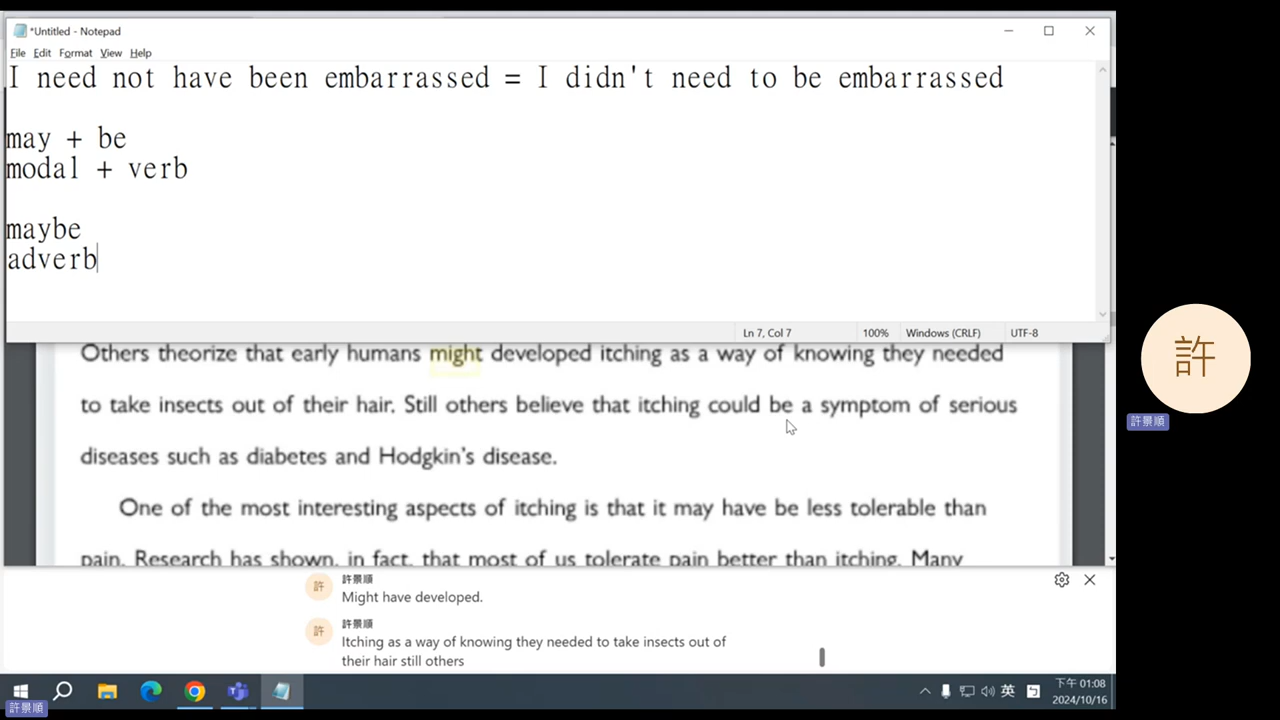 *Untitled - Notepad
File Edit Format View Help
I need not have been embarrassed = I didn't need to be embarrassed
may + be
modal + verb
maybe
adverb
Ln 7, Col 7 100% Windows (CRLF) UTF-8
Others theorize that early humans might developed itching as a way of knowing they needed
to take insects out of their hair. Still others believe that itching could be a symptom of serious
diseases such as diabetes and Hodgkin's disease.
One of the most interesting aspects of itching is that it may have be less tolerable than
pain. Research has shown, in fact, that most of us tolerate pain better than itching. Many
許
許景順
許 許景順
Might have developed.
許 許景順
Itching as a way of knowing they needed to take insects out of
their hair still others
英 ㄅ
下午 01:08
2024/10/16
許景順